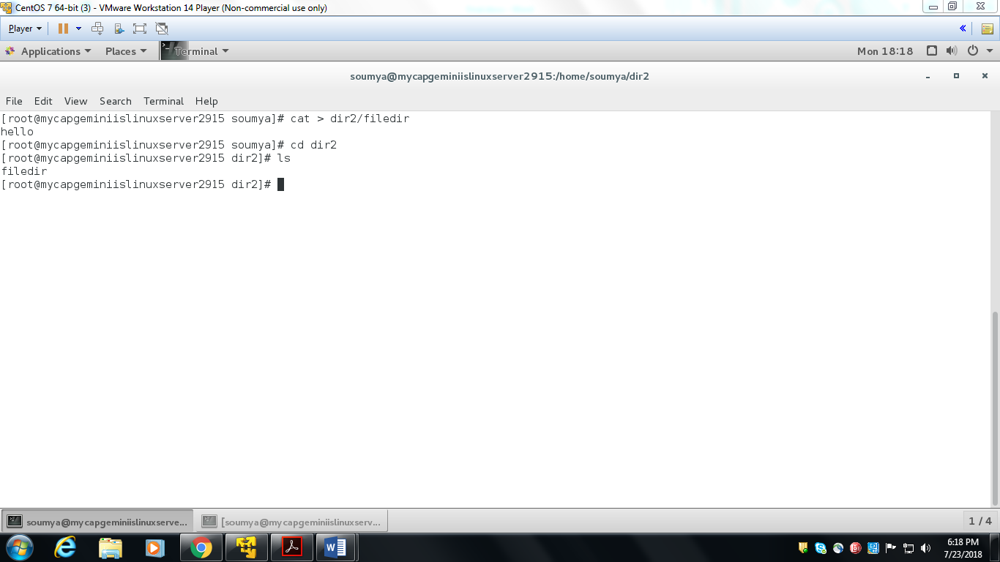 CentOS 7 64-bit (3) - VMware Workstation 14 Player (Non-commercial use only)
Player
Applications Places Terminal Mon 18:18
soumya@mycapgeminiislinuxserver2915:/home/soumya/dir2
File Edit View Search Terminal Help
[root@mycapgeminiislinuxserver2915 soumya]# cat > dir2/filedir
hello
[root@mycapgeminiislinuxserver2915 soumya]# cd dir2
[root@mycapgeminiislinuxserver2915 dir2]# ls
filedir
[root@mycapgeminiislinuxserver2915 dir2]#
soumya@mycapgeminiislinuxserve... [soumya@mycapgeminiislinuxserv... 1 / 4
6:18 PM
7/23/2018